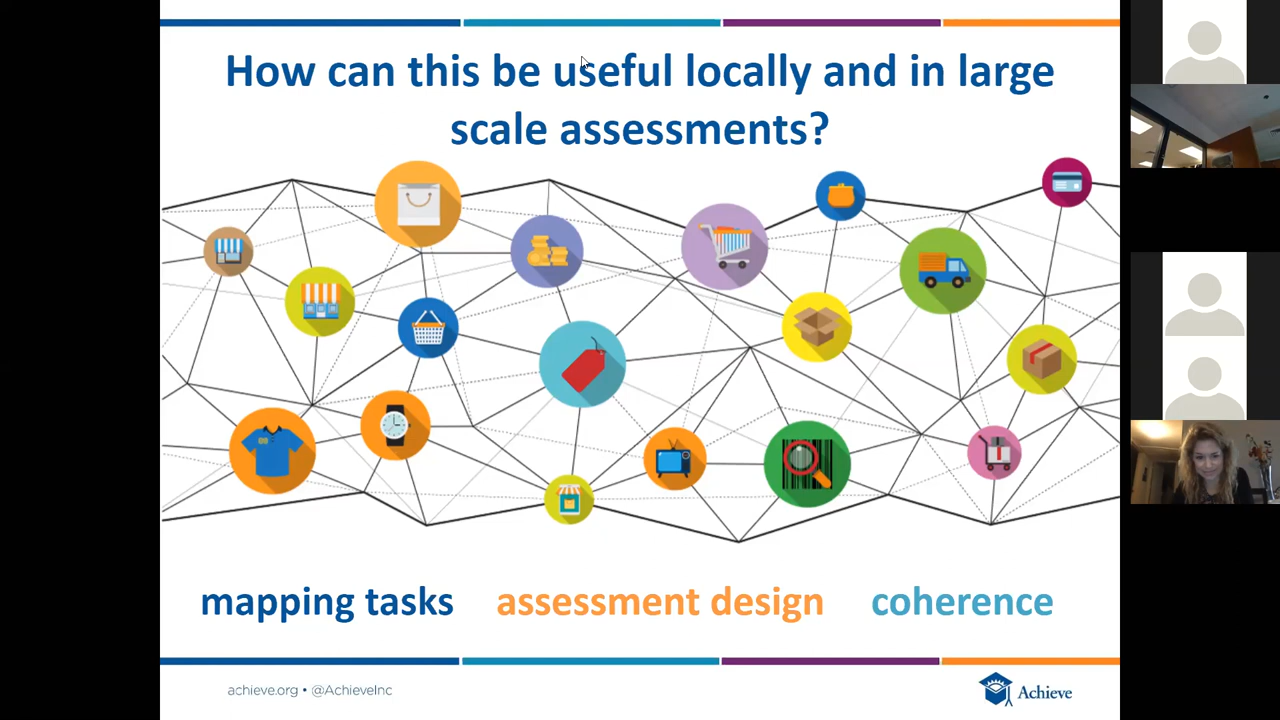 How can this be useful locally and in large
scale assessments?
mapping tasks assessment design coherence
achieve.org • @AchieveInc
Achieve